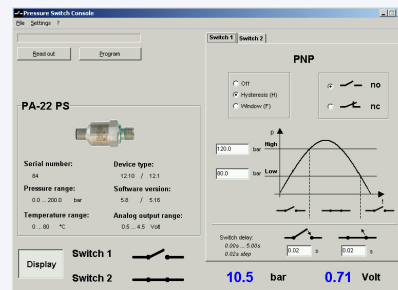 Pressure Switch Console
File Settings ?
Read out
Program
PA-22 PS
Serial number:
Device type:
84
12.10 / 12.1
Pressure range:
Software version:
0.0 ... 200.0 bar
5.8 / 5.16
Temperature range:
Analog output range:
0 ... 80 °C
0.5 ... 4.5 Volt
Display
Switch 1
Switch 2
Switch 1
Switch 2
PNP
Off
Hysteresis (H)
Window (F)
no
nc
p
120.0 bar High
80.0 bar Low
t
Switch delay:
0.00s ... 5.00s
0.02s step
0.02 s
0.02 s
10.5 bar
0.71 Volt